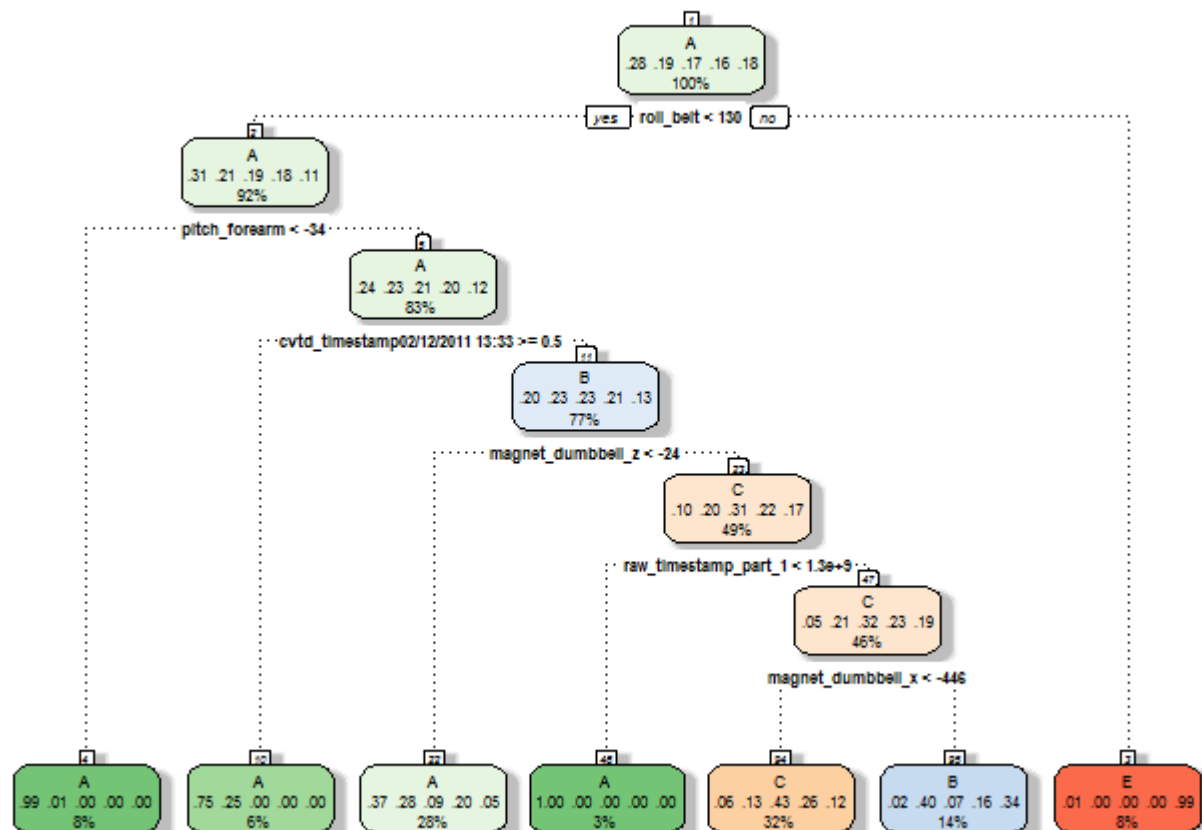 1
A
.28 .19 .17 .16 .18
100%
yes roll_belt < 130 no
2
A
.31 .21 .19 .18 .11
92%
pitch_forearm < -34
5
A
.24 .23 .21 .20 .12
83%
cvtd_timestamp02/12/2011 13:33 >= 0.5
11
B
.20 .23 .23 .21 .13
77%
magnet_dumbbell_z < -24
23
C
.10 .20 .31 .22 .17
49%
raw_timestamp_part_1 < 1.3e+9
47
C
.05 .21 .32 .23 .19
46%
magnet_dumbbell_x < -446
4
A
.99 .01 .00 .00 .00
8%
10
A
.75 .25 .00 .00 .00
6%
22
A
.37 .28 .09 .20 .05
28%
46
A
1.00 .00 .00 .00 .00
3%
94
C
.06 .13 .43 .26 .12
32%
95
B
.02 .40 .07 .16 .34
14%
3
E
.01 .00 .00 .00 .99
8%